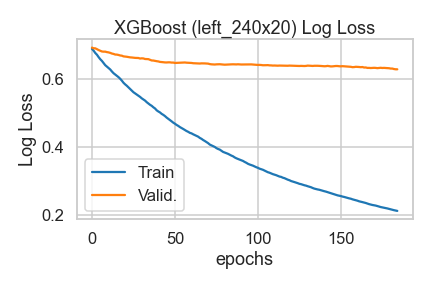 XGBoost (left_240x20) Log Loss
Log Loss
0.6
0.4
0.2
Train
Valid.
0 50 100 150
epochs